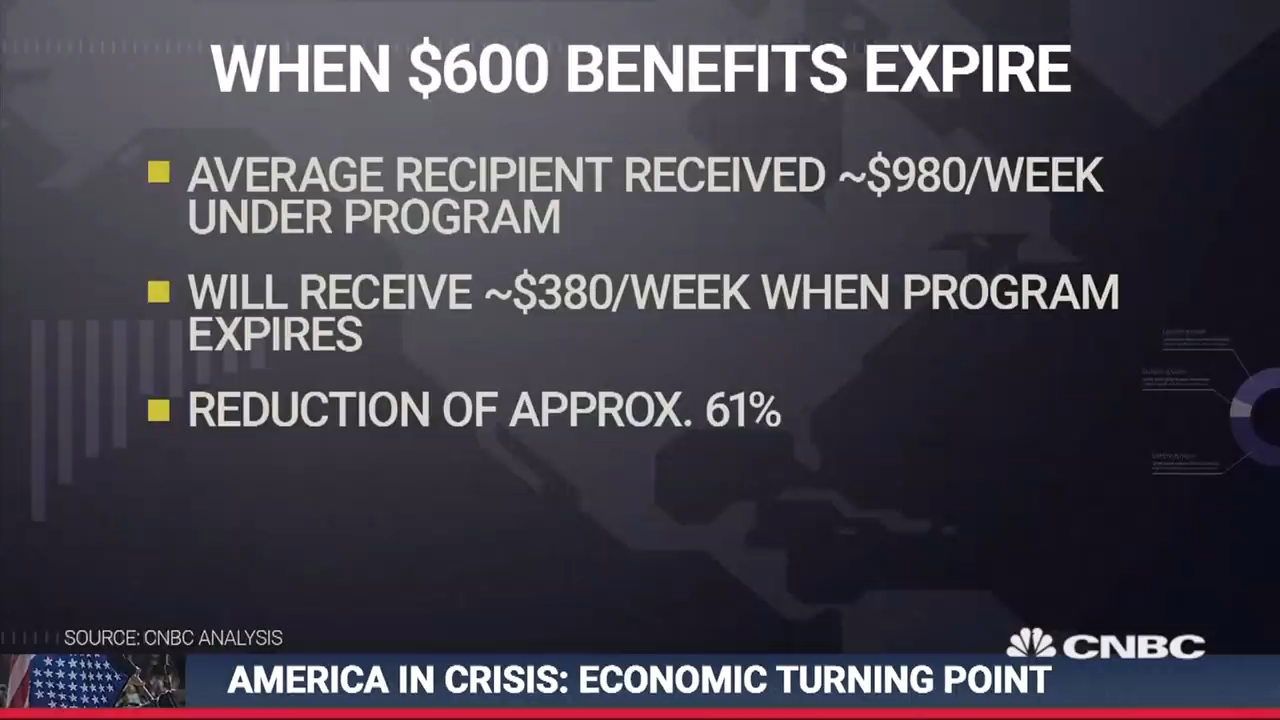 WHEN $600 BENEFITS EXPIRE
AVERAGE RECIPIENT RECEIVED ~$980/WEEK
UNDER PROGRAM
WILL RECEIVE ~$380/WEEK WHEN PROGRAM
EXPIRES
REDUCTION OF APPROX. 61%
SOURCE: CNBC ANALYSIS
CNBC
AMERICA IN CRISIS: ECONOMIC TURNING POINT